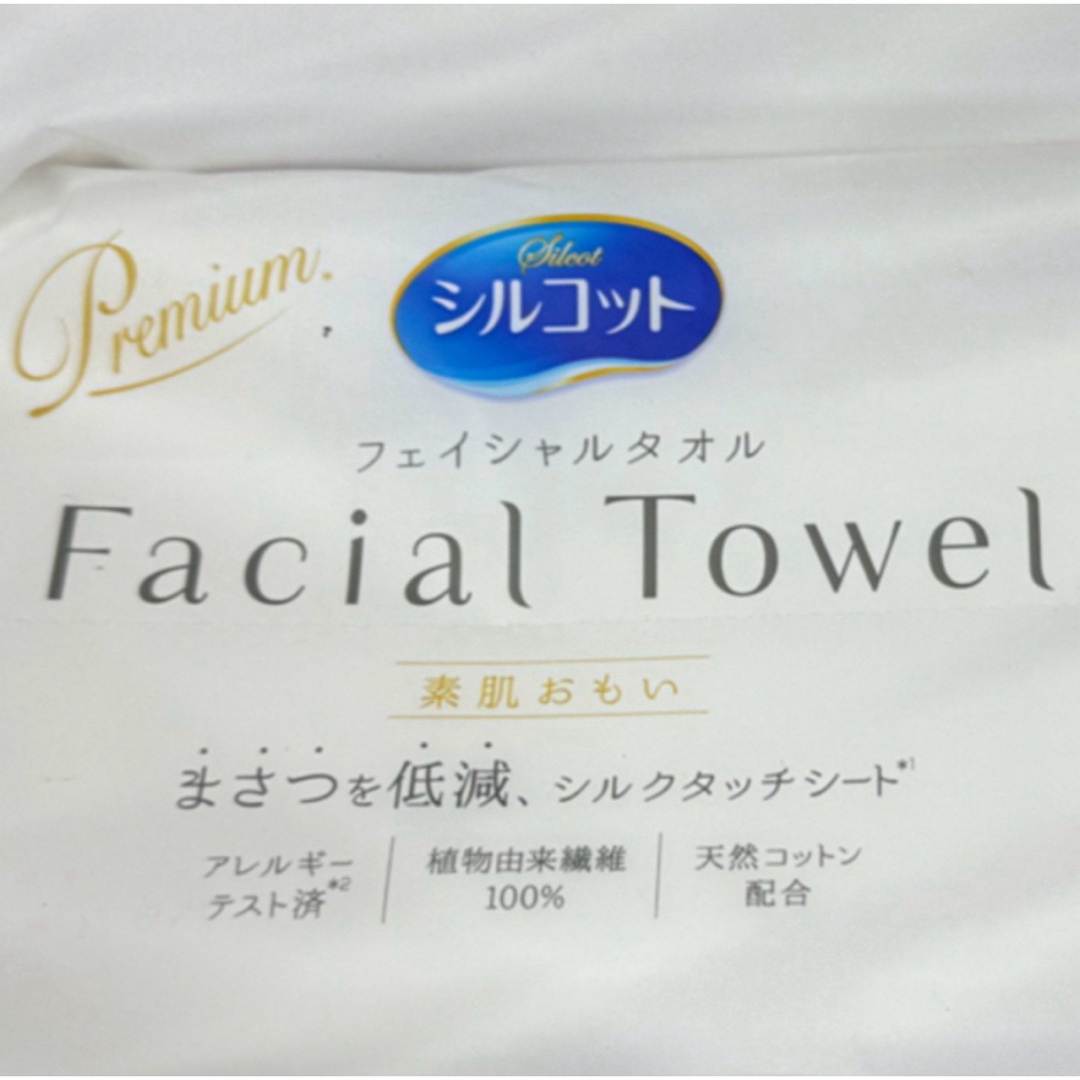 Premium
Silcot
シルコット
フェイシャルタオル
Facial Towel
素肌おもい
まさつを低減、シルクタッチシート*1
アレルギー
テスト済*2
植物由来繊維
100%
天然コットン
配合